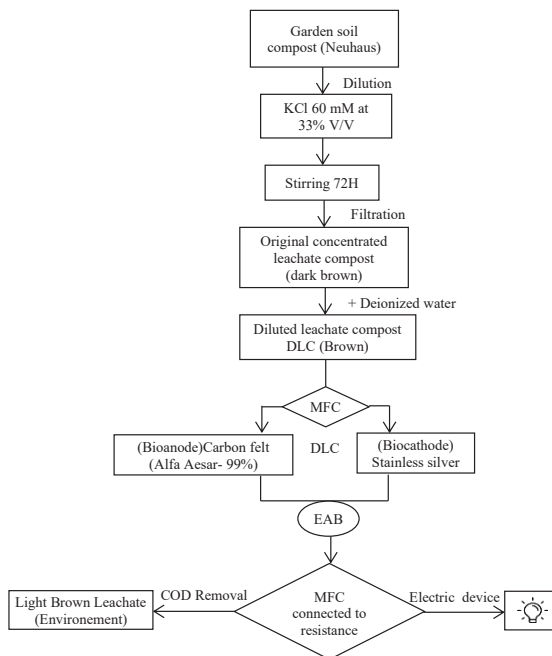 Garden soil
compost (Neuhaus)
Dilution
KCl 60 mM at
33% V/V
Stirring 72H
Filtration
Original concentrated
leachate compost
(dark brown)
+ Deionized water
Diluted leachate compost
DLC (Brown)
MFC
(Bioanode)Carbon felt
(Alfa Aesar- 99%)
DLC
(Biocathode)
Stainless silver
EAB
COD Removal
Electric device
Light Brown Leachate
(Environement)
MFC
connected to
resistance